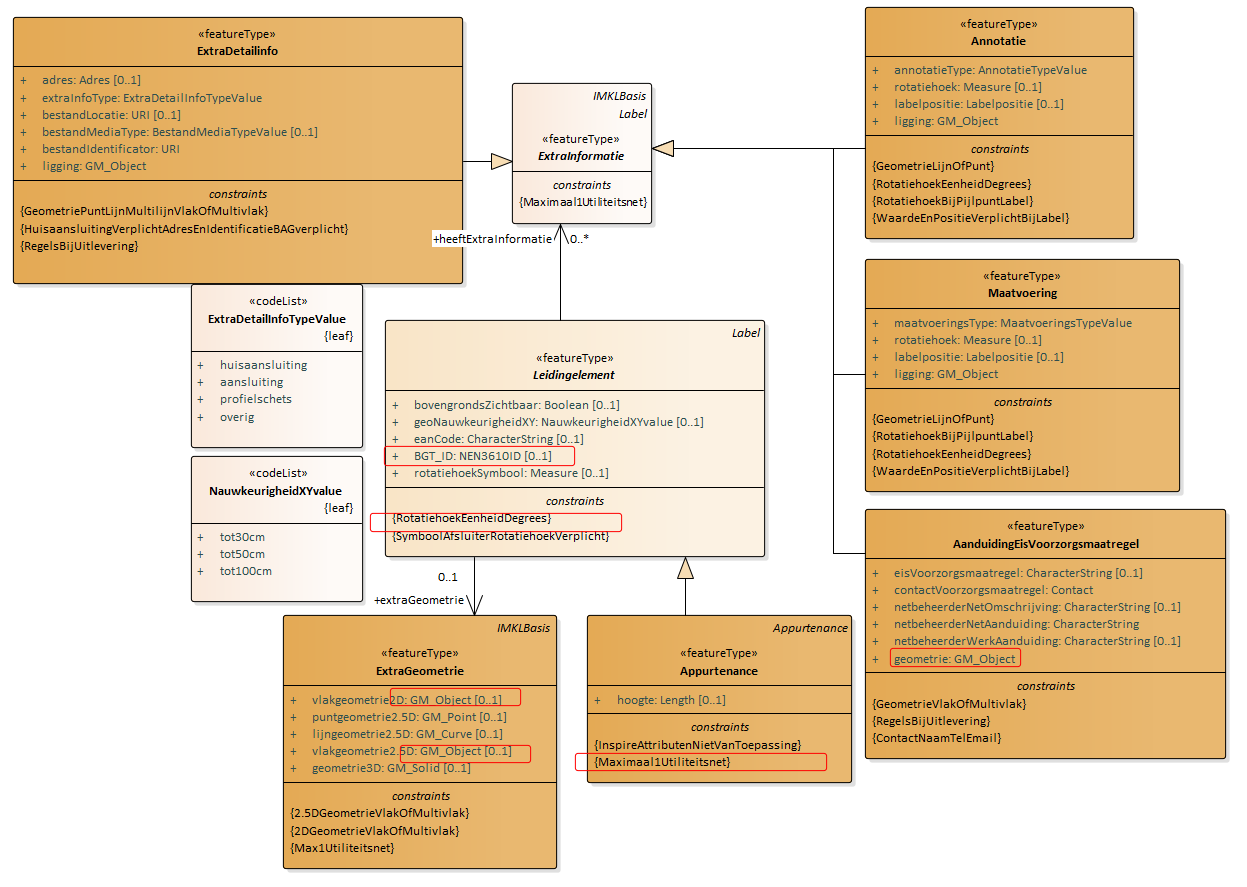 «featureType»
ExtraDetailinfo
+ adres: Adres [0..1]
+ extraInfoType: ExtraDetailInfoTypeValue
+ bestandLocatie: URI [0..1]
+ bestandMediaType: BestandMediaTypeValue [0..1]
+ bestandIdentificator: URI
+ ligging: GM_Object
constraints
{GeometriePuntLijnMultilijnVlakOfMultivlak}
{HuisaansluitingVerplichtAdresEnIdentificatieBAGverplicht}
{RegelsBijUitlevering}
IMKLBasis
Label
«featureType»
ExtraInformatie
constraints
{Maximaal1Utiliteitsnet}
«featureType»
Annotatie
+ annotatieType: AnnotatieTypeValue
+ rotatiehoek: Measure [0..1]
+ labelpositie: Labelpositie [0..1]
+ ligging: GM_Object
constraints
{GeometrieLijnOfPunt}
{RotatiehoekEenheidDegrees}
{RotatiehoekBijPijlpuntLabel}
{WaardeEnPositieVerplichtBijLabel}
+heeftExtraInformatie
0..*
«featureType»
Maatvoering
+ maatvoeringsType: MaatvoeringsTypeValue
+ rotatiehoek: Measure [0..1]
+ labelpositie: Labelpositie [0..1]
+ ligging: GM_Object
constraints
{GeometrieLijnOfPunt}
{RotatiehoekBijPijlpuntLabel}
{RotatiehoekEenheidDegrees}
{WaardeEnPositieVerplichtBijLabel}
«codeList»
ExtraDetailInfoTypeValue
{leaf}
+ huisaansluiting
+ aansluiting
+ profielschets
+ overig
Label
«featureType»
Leidingelement
+ bovengrondsZichtbaar: Boolean [0..1]
+ geoNauwkeurigheidXY: NauwkeurigheidXYvalue [0..1]
+ eanCode: CharacterString [0..1]
+ BGT_ID: NEN3610ID [0..1]
+ rotatiehoekSymbool: Measure [0..1]
constraints
{RotatiehoekEenheidDegrees}
{SymboolAfsluiterRotatiehoekVerplicht}
«codeList»
NauwkeurigheidXYvalue
{leaf}
+ tot30cm
+ tot50cm
+ tot100cm
«featureType»
AanduidingEisVoorzorgsmaatregel
+ eisVoorzorgsmaatregel: CharacterString [0..1]
+ contactVoorzorgsmaatregel: Contact
+ netbeheerderNetOmschrijving: CharacterString [0..1]
+ netbeheerderNetAanduiding: CharacterString
+ netbeheerderWerkAanduiding: CharacterString [0..1]
+ geometrie: GM_Object
constraints
{GeometrieVlakOfMultivlak}
{RegelsBijUitlevering}
{ContactNaamTelEmail}
0..1
+extraGeometrie
IMKLBasis
«featureType»
ExtraGeometrie
+ vlakgeometrie2D: GM_Object [0..1]
+ puntgeometrie2.5D: GM_Point [0..1]
+ lijngeometrie2.5D: GM_Curve [0..1]
+ vlakgeometrie2.5D: GM_Object [0..1]
+ geometrie3D: GM_Solid [0..1]
constraints
{2.5DGeometrieVlakOfMultivlak}
{2DGeometrieVlakOfMultivlak}
{Max1Utiliteitsnet}
Appurtenance
«featureType»
Appurtenance
+ hoogte: Length [0..1]
constraints
{InspireAttributenNietVanToepassing}
{Maximaal1Utiliteitsnet}